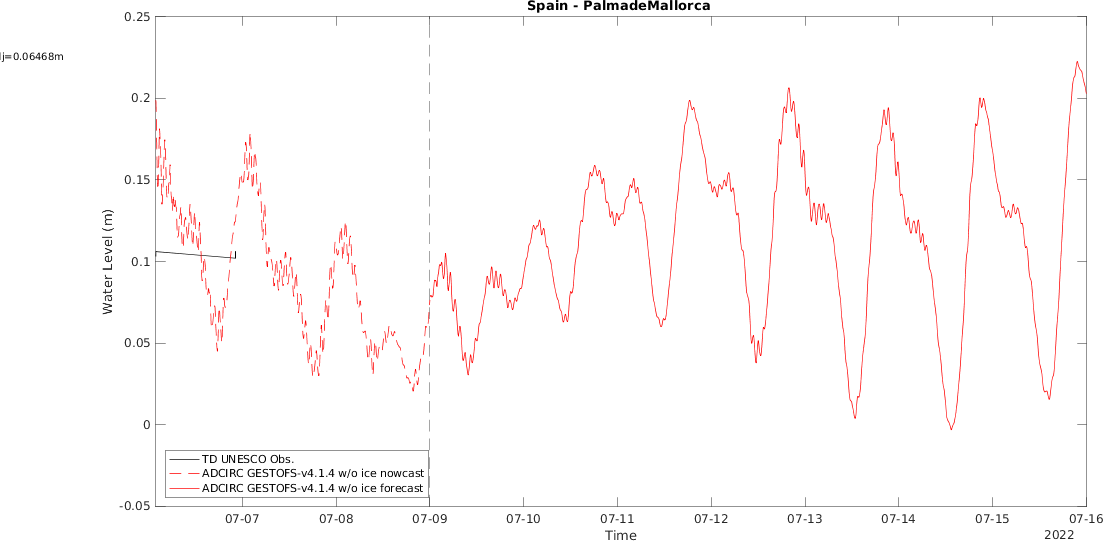 Spain - PalmadeMallorca
j=0.06468m
0.25
0.2
0.15
0.1
0.05
0
-0.05
Water Level (m)
TD UNESCO Obs.
ADCIRC GESTOFS-v4.1.4 w/o ice nowcast
ADCIRC GESTOFS-v4.1.4 w/o ice forecast
07-07
07-08
07-09
07-10
07-11
07-12
07-13
07-14
07-15
07-16
Time
2022